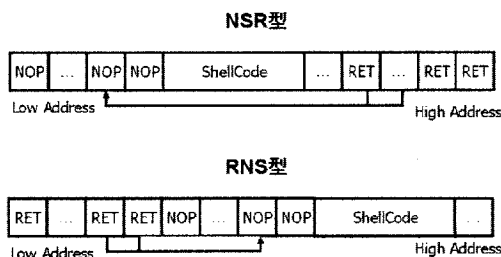 NSR型
NOP ... NOP NOP ShellCode ... RET ... RET RET
Low Address High Address
RNS型
RET ... RET RET NOP ... NOP NOP ShellCode ...
Low Address High Address